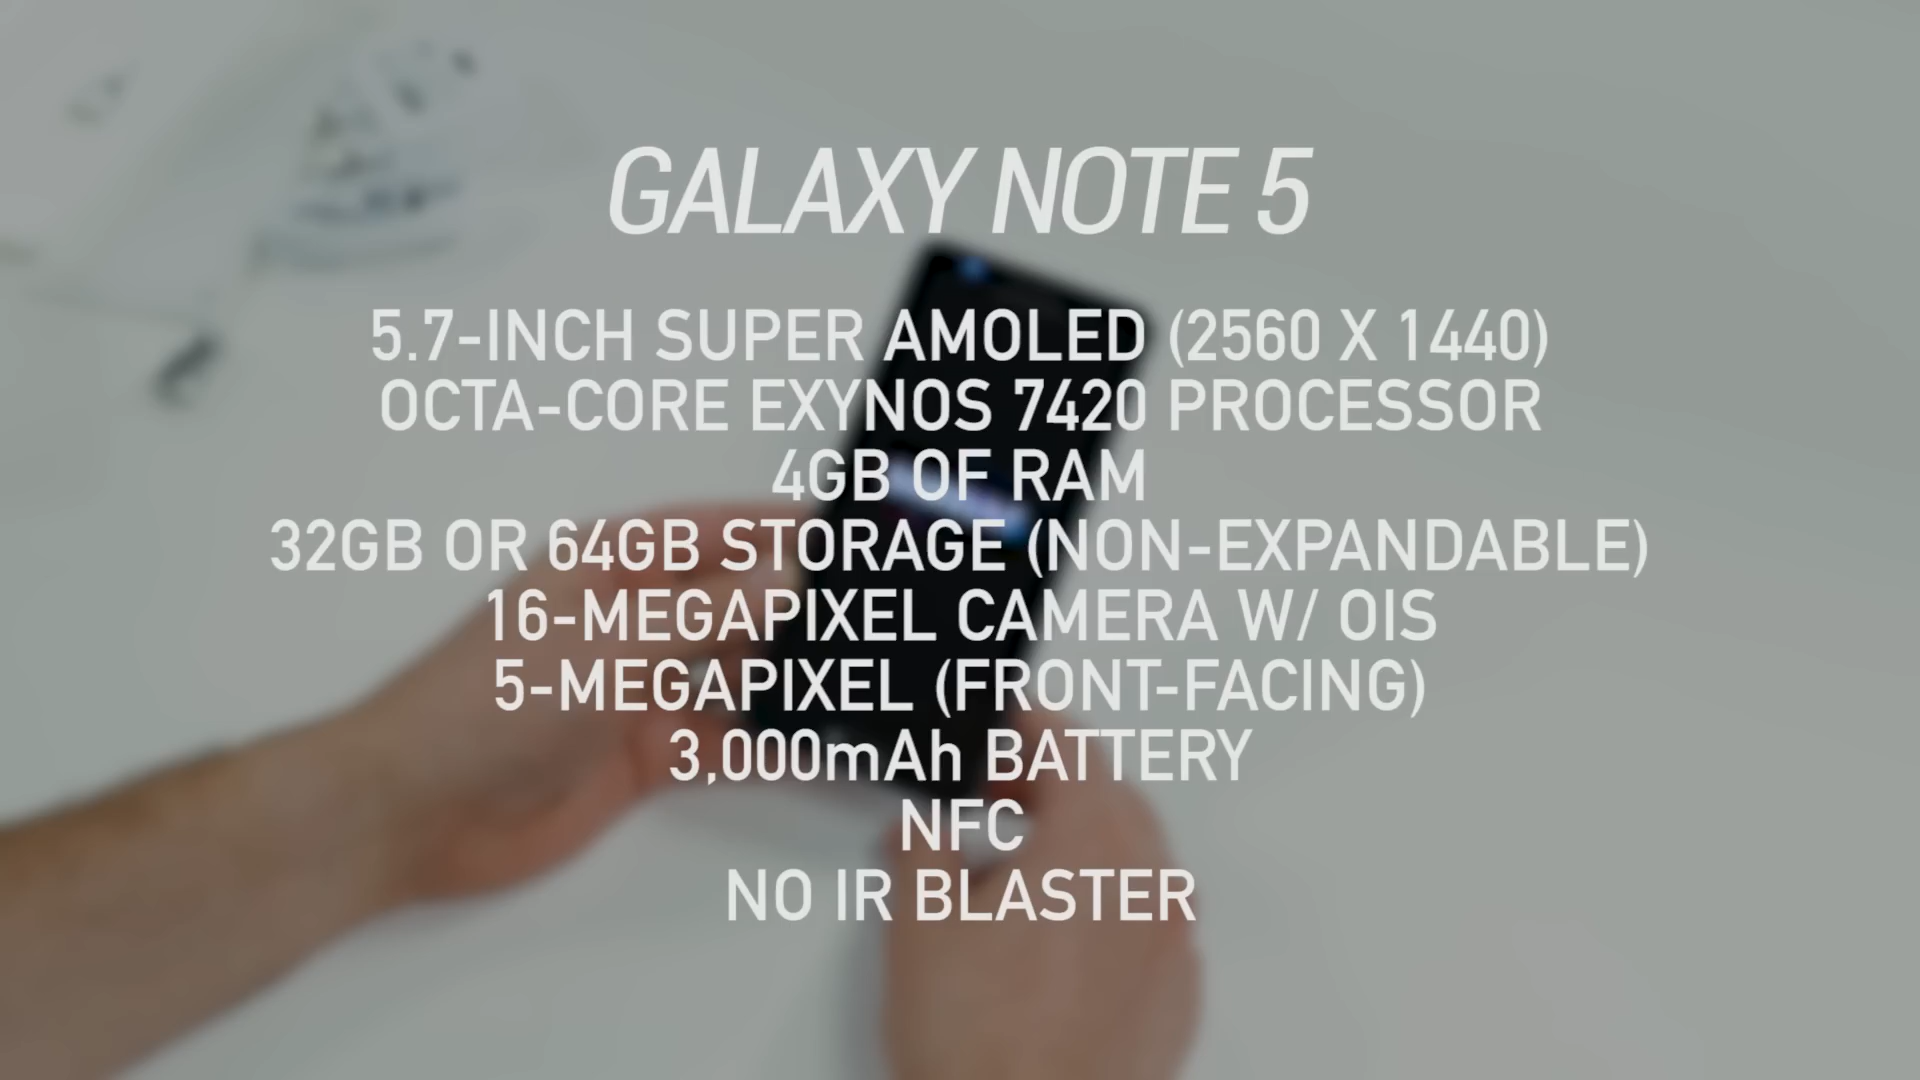 GALAXY NOTE 5
5.7-INCH SUPER AMOLED (2560 X 1440)
OCTA-CORE EXYNOS 7420 PROCESSOR
4GB OF RAM
32GB OR 64GB STORAGE (NON-EXPANDABLE)
16-MEGAPIXEL CAMERA W/ OIS
5-MEGAPIXEL (FRONT-FACING)
3,000mAh BATTERY
NFC
NO IR BLASTER